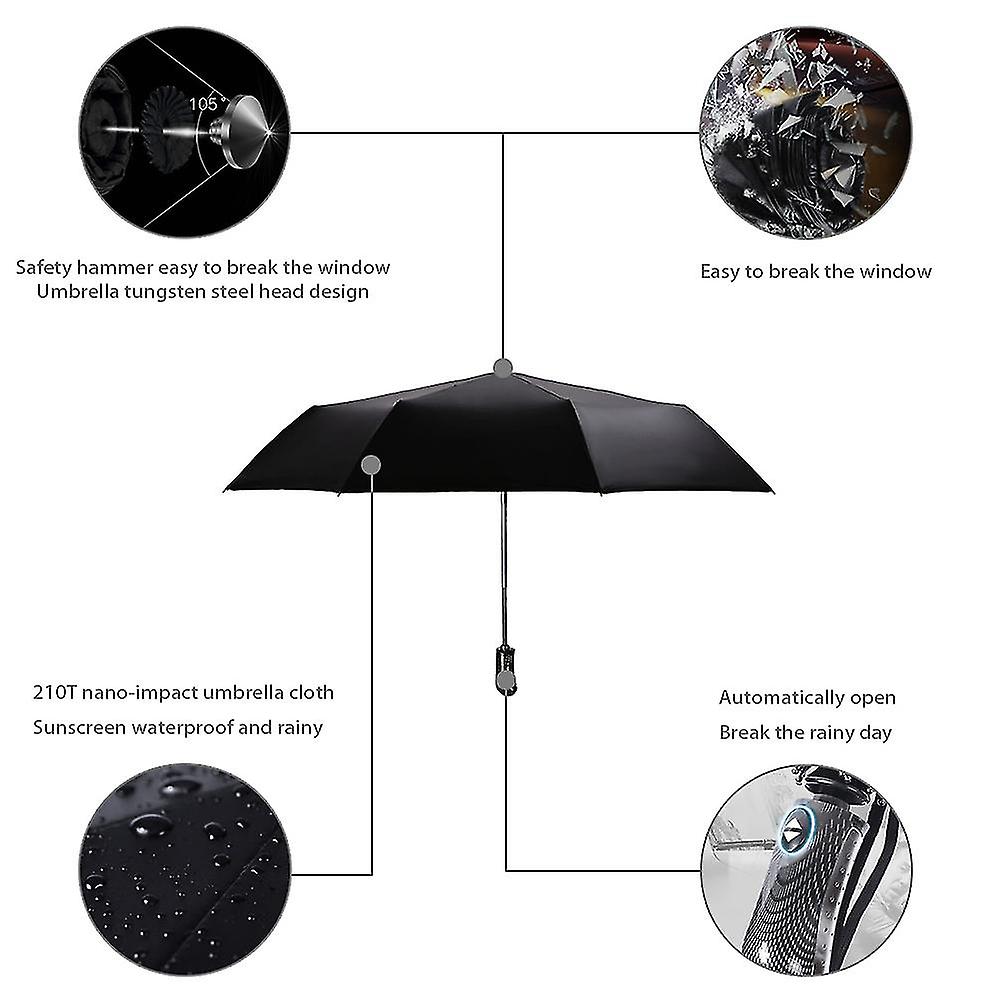 105°
Safety hammer easy to break the window
Umbrella tungsten steel head design
Easy to break the window
210T nano-impact umbrella cloth
Sunscreen waterproof and rainy
Automatically open
Break the rainy day